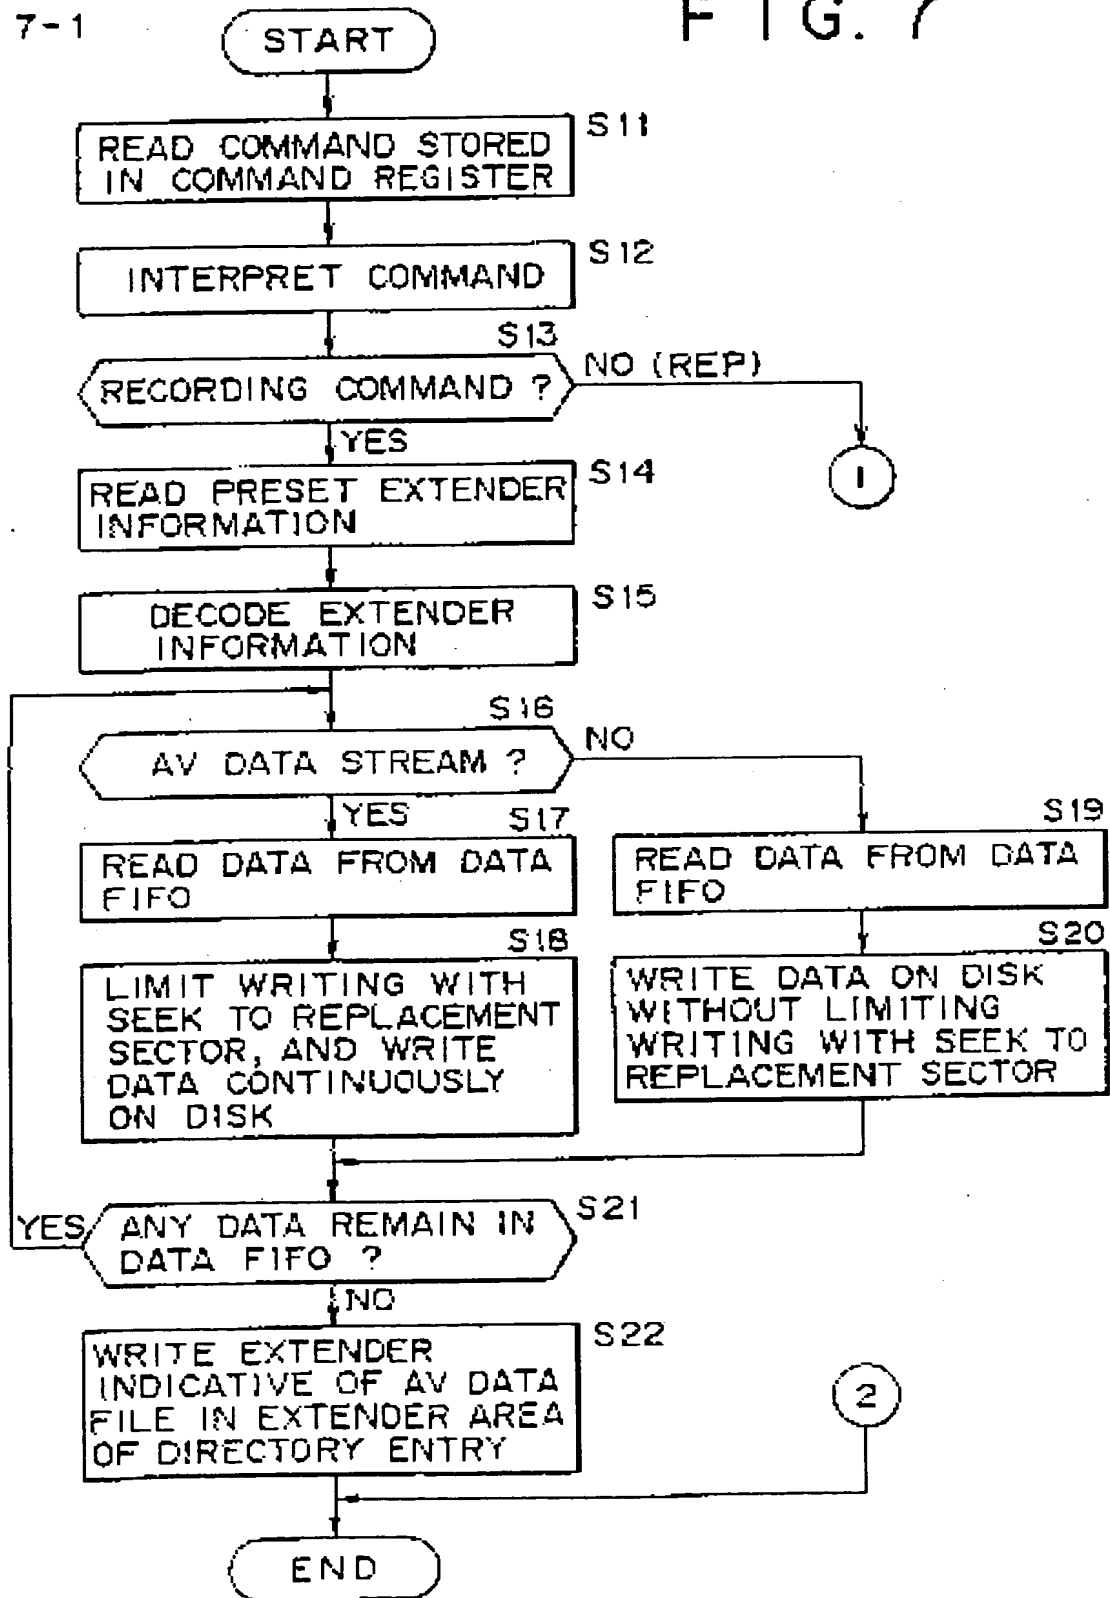 7-1
FIG. 7
START
S11
READ COMMAND STORED
IN COMMAND REGISTER
S12
INTERPRET COMMAND
S13
RECORDING COMMAND ?
NO (REP)
YES
1
S14
READ PRESET EXTENDER
INFORMATION
S15
DECODE EXTENDER
INFORMATION
S16
AV DATA STREAM ?
NO
YES
S17
READ DATA FROM DATA
FIFO
S19
READ DATA FROM DATA
FIFO
S18
LIMIT WRITING WITH
SEEK TO REPLACEMENT
SECTOR, AND WRITE
DATA CONTINUOUSLY
ON DISK
S20
WRITE DATA ON DISK
WITHOUT LIMITING
WRITING WITH SEEK TO
REPLACEMENT SECTOR
S21
YES
ANY DATA REMAIN IN
DATA FIFO ?
NO
S22
WRITE EXTENDER
INDICATIVE OF AV DATA
FILE IN EXTENDER AREA
OF DIRECTORY ENTRY
2
END